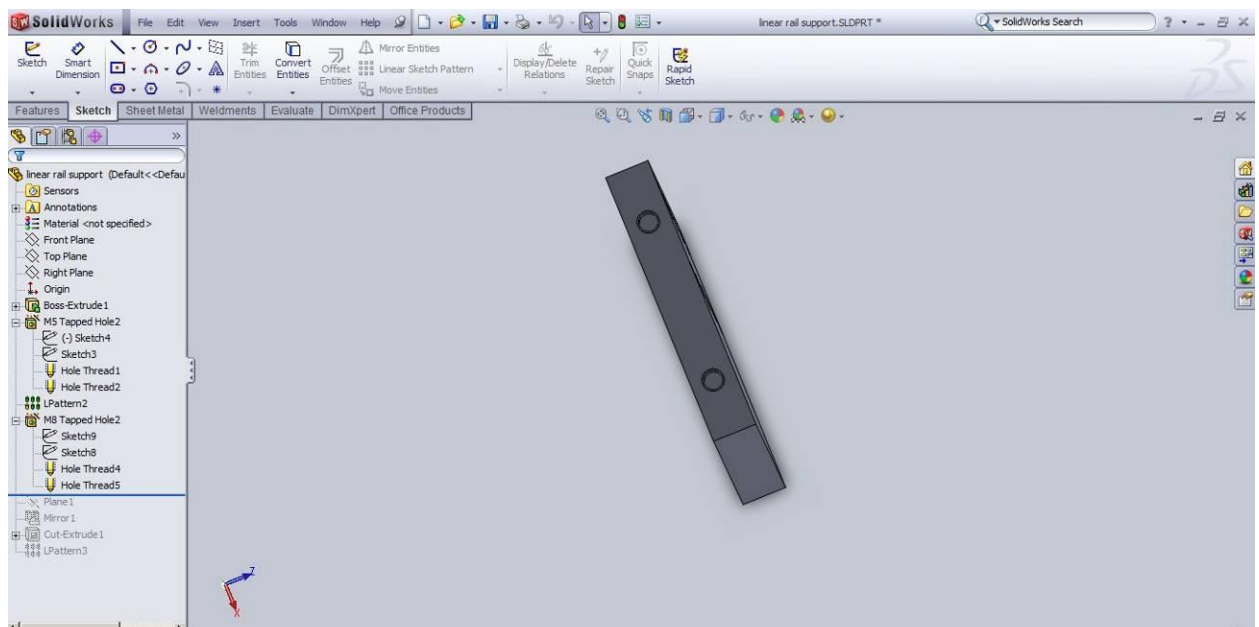 SolidWorks File Edit View Insert Tools Window Help linear rail support.SLDPRT * SolidWorks Search ?
Sketch Smart Dimension Trim Entities Convert Entities Offset Entities Mirror Entities Linear Sketch Pattern Move Entities Display/Delete Relations Repair Sketch Quick Snaps Rapid Sketch
Features Sketch Sheet Metal Weldments Evaluate DimXpert Office Products
linear rail support (Default<<Defau
Sensors
Annotations
Material <not specified>
Front Plane
Top Plane
Right Plane
Origin
Boss-Extrude1
M5 Tapped Hole2
(-) Sketch4
Sketch3
Hole Thread1
Hole Thread2
LPattern2
M8 Tapped Hole2
Sketch9
Sketch8
Hole Thread4
Hole Thread5
Plane1
Mirror1
Cut-Extrude1
LPattern3
Z
X